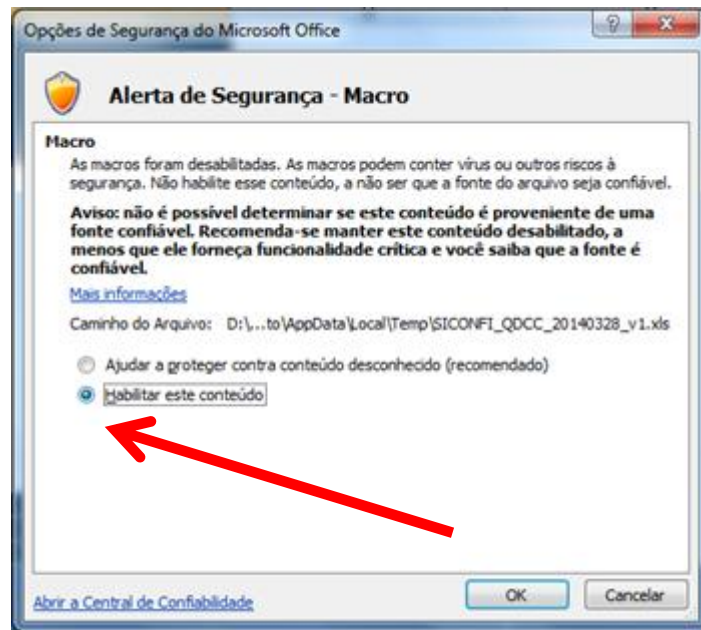 Opções de Segurança do Microsoft Office
Alerta de Segurança - Macro
Macro
As macros foram desabilitadas. As macros podem conter vírus ou outros riscos à
segurança. Não habilite esse conteúdo, a não ser que a fonte do arquivo seja confiável.
Aviso: não é possível determinar se este conteúdo é proveniente de uma
fonte confiável. Recomenda-se manter este conteúdo desabilitado, a
menos que ele forneça funcionalidade crítica e você saiba que a fonte é
confiável.
Mais informações
Caminho do Arquivo: D:\,...to\AppData\Local\Temp\SICONFI_QDCC_20140328_v1.xls
Ajudar a proteger contra conteúdo desconhecido (recomendado)
Habilitar este conteúdo
Abrir a Central de Confiabilidade
OK
Cancelar